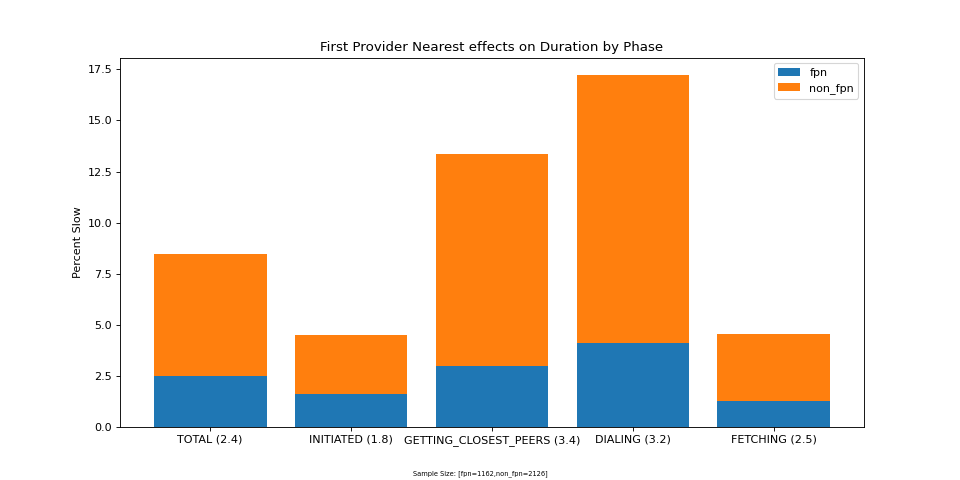 First Provider Nearest effects on Duration by Phase
fpn
non_fpn
Percent Slow
17.5
15.0
12.5
10.0
7.5
5.0
2.5
0.0
TOTAL (2.4)
INITIATED (1.8)
GETTING_CLOSEST_PEERS (3.4)
DIALING (3.2)
FETCHING (2.5)
Sample Size: [fpn=1162,non_fpn=2126]